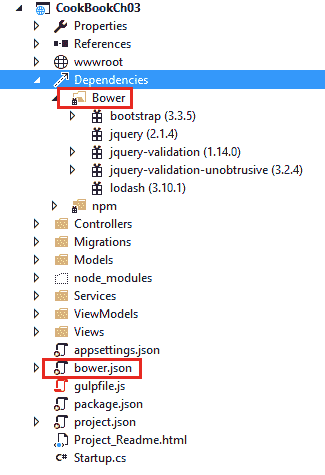 CookBookCh03
Properties
References
wwwroot
Dependencies
Bower
bootstrap (3.3.5)
jquery (2.1.4)
jquery-validation (1.14.0)
jquery-validation-unobtrusive (3.2.4)
lodash (3.10.1)
npm
Controllers
Migrations
Models
node_modules
Services
ViewModels
Views
appsettings.json
bower.json
gulpfile.js
package.json
project.json
Project_Readme.html
C# Startup.cs